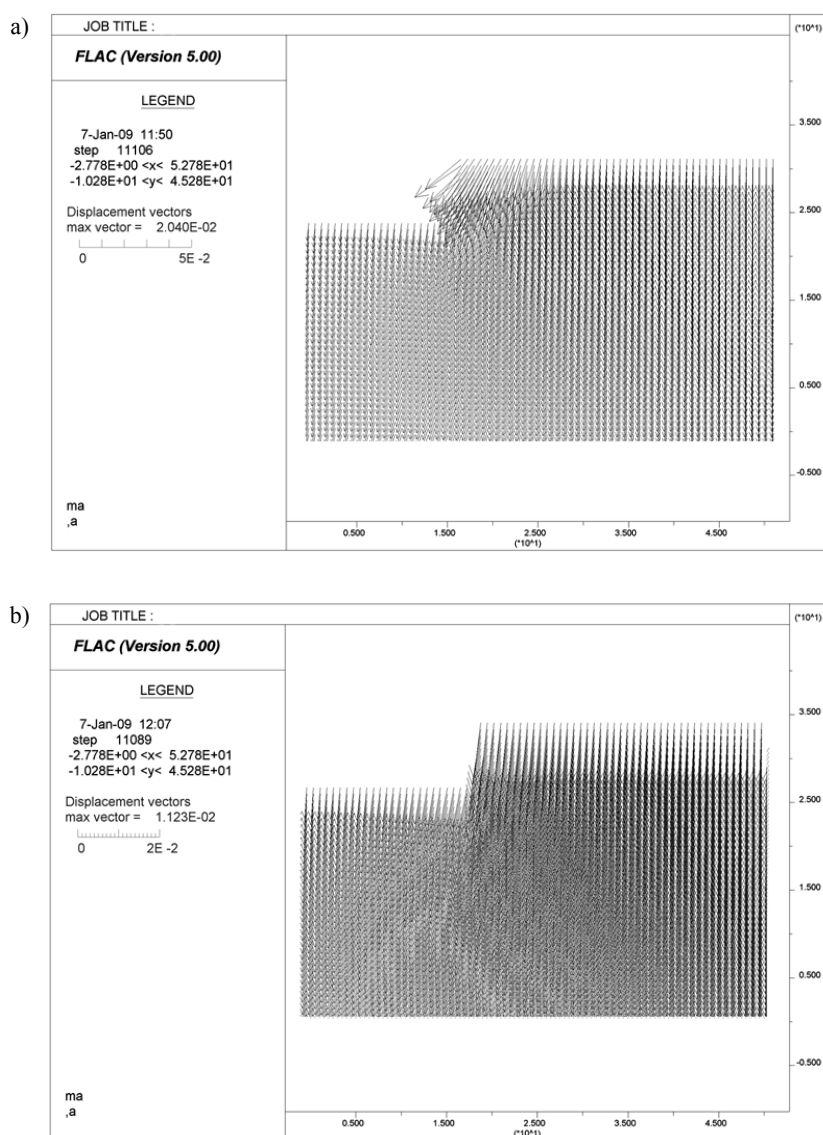 a)
JOB TITLE :
(*10^1)
FLAC (Version 5.00)
LEGEND
7-Jan-09 11:50
step 11106
-2.778E+00 <x< 5.278E+01
-1.028E+01 <y< 4.528E+01
Displacement vectors
max vector = 2.040E-02
0 5E -2
ma
,a
3.500
2.500
1.500
0.500
-0.500
0.500 1.500 2.500 3.500 4.500
(*10^1)
b)
JOB TITLE :
(*10^1)
FLAC (Version 5.00)
LEGEND
7-Jan-09 12:07
step 11089
-2.778E+00 <x< 5.278E+01
-1.028E+01 <y< 4.528E+01
Displacement vectors
max vector = 1.123E-02
0 2E -2
ma
,a
3.500
2.500
1.500
0.500
-0.500
0.500 1.500 2.500 3.500 4.500
(*10^1)